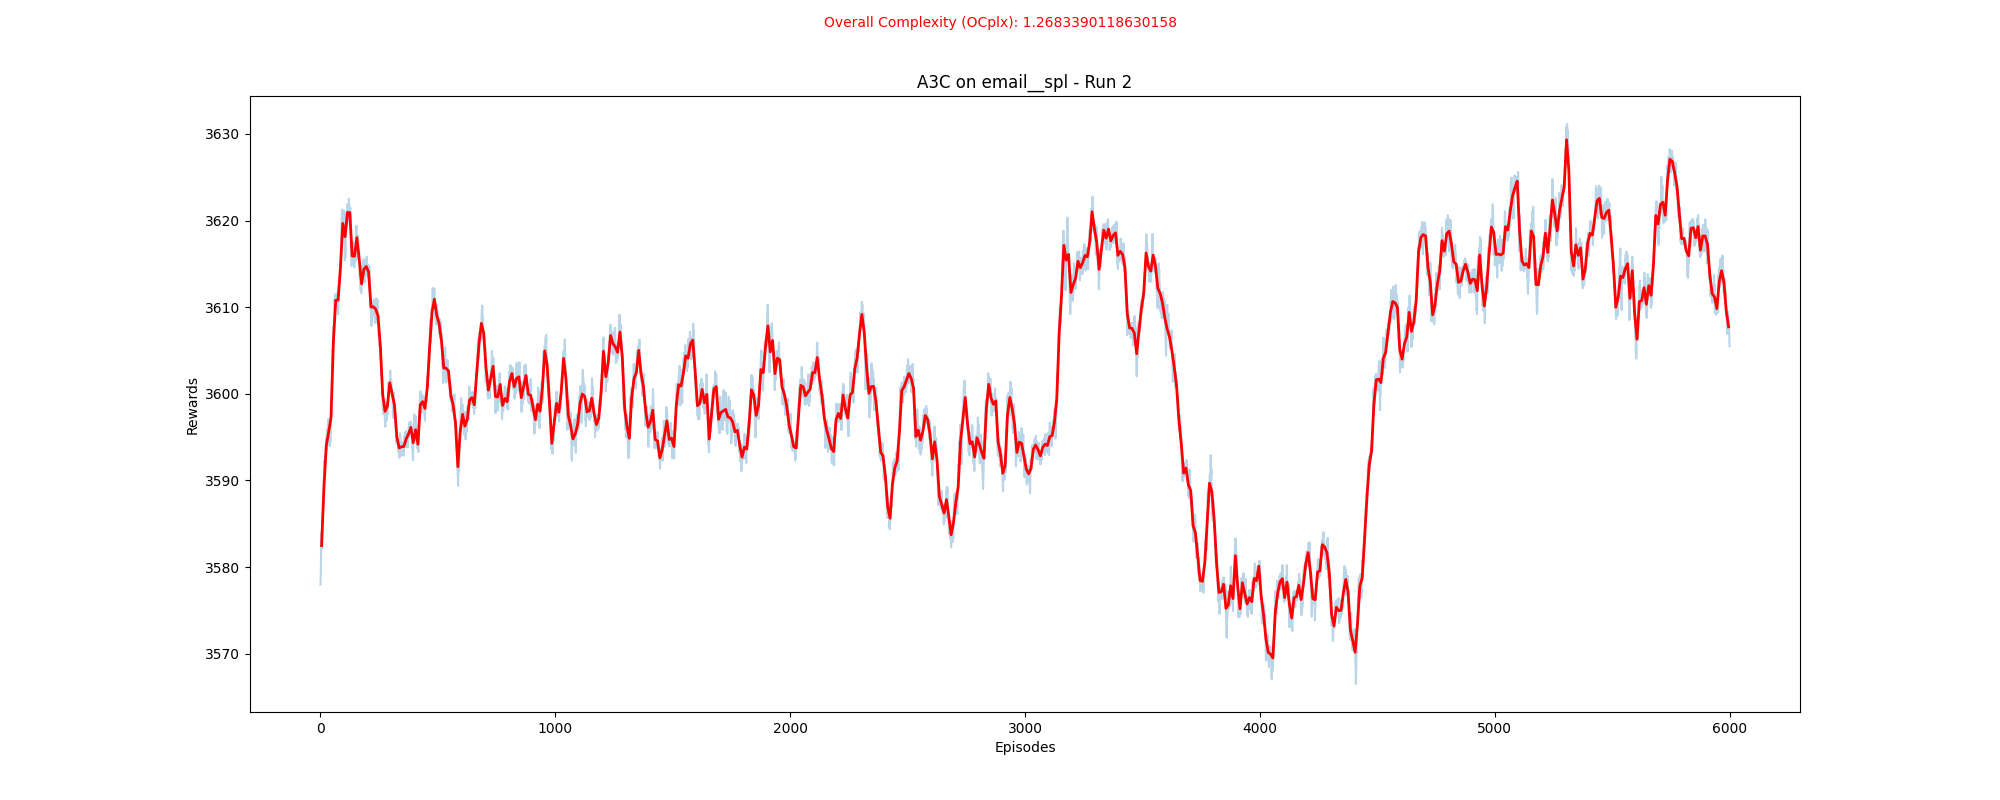 Overall Complexity (OCplx): 1.2683390118630158
A3C on email__spl - Run 2
3630
3620
3610
3600
3590
3580
3570
Rewards
0 1000 2000 3000 4000 5000 6000
Episodes